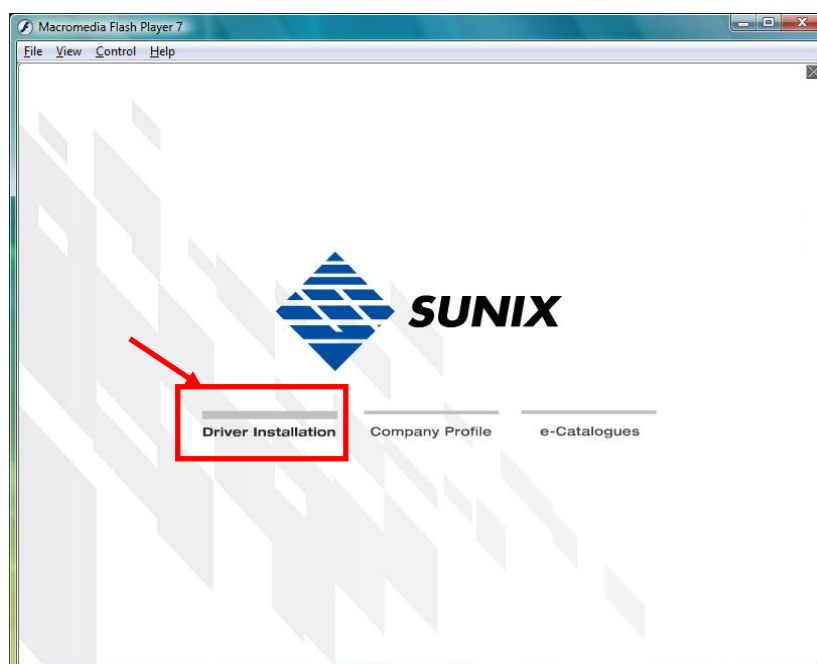 Macromedia Flash Player 7
File View Control Help
SUNIX
Driver Installation Company Profile e-Catalogues